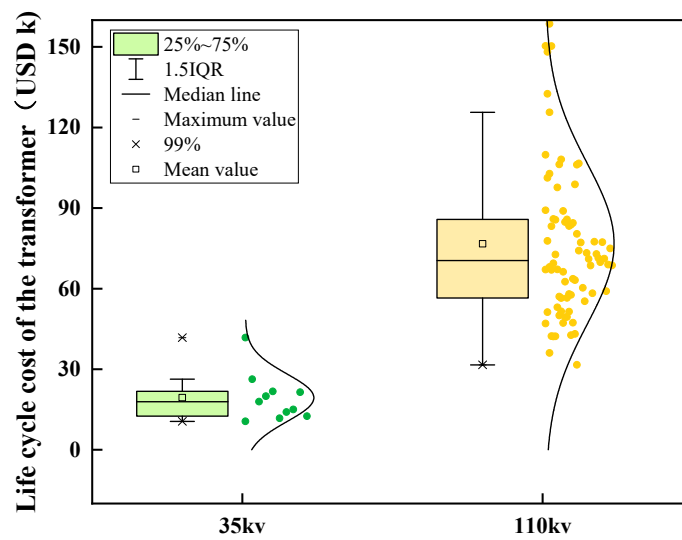 Life cycle cost of the transformer（USD k）
160
120
90
60
30
0
25%~75%
1.5IQR
Median line
Maximum value
99%
Mean value
35kv
110kv